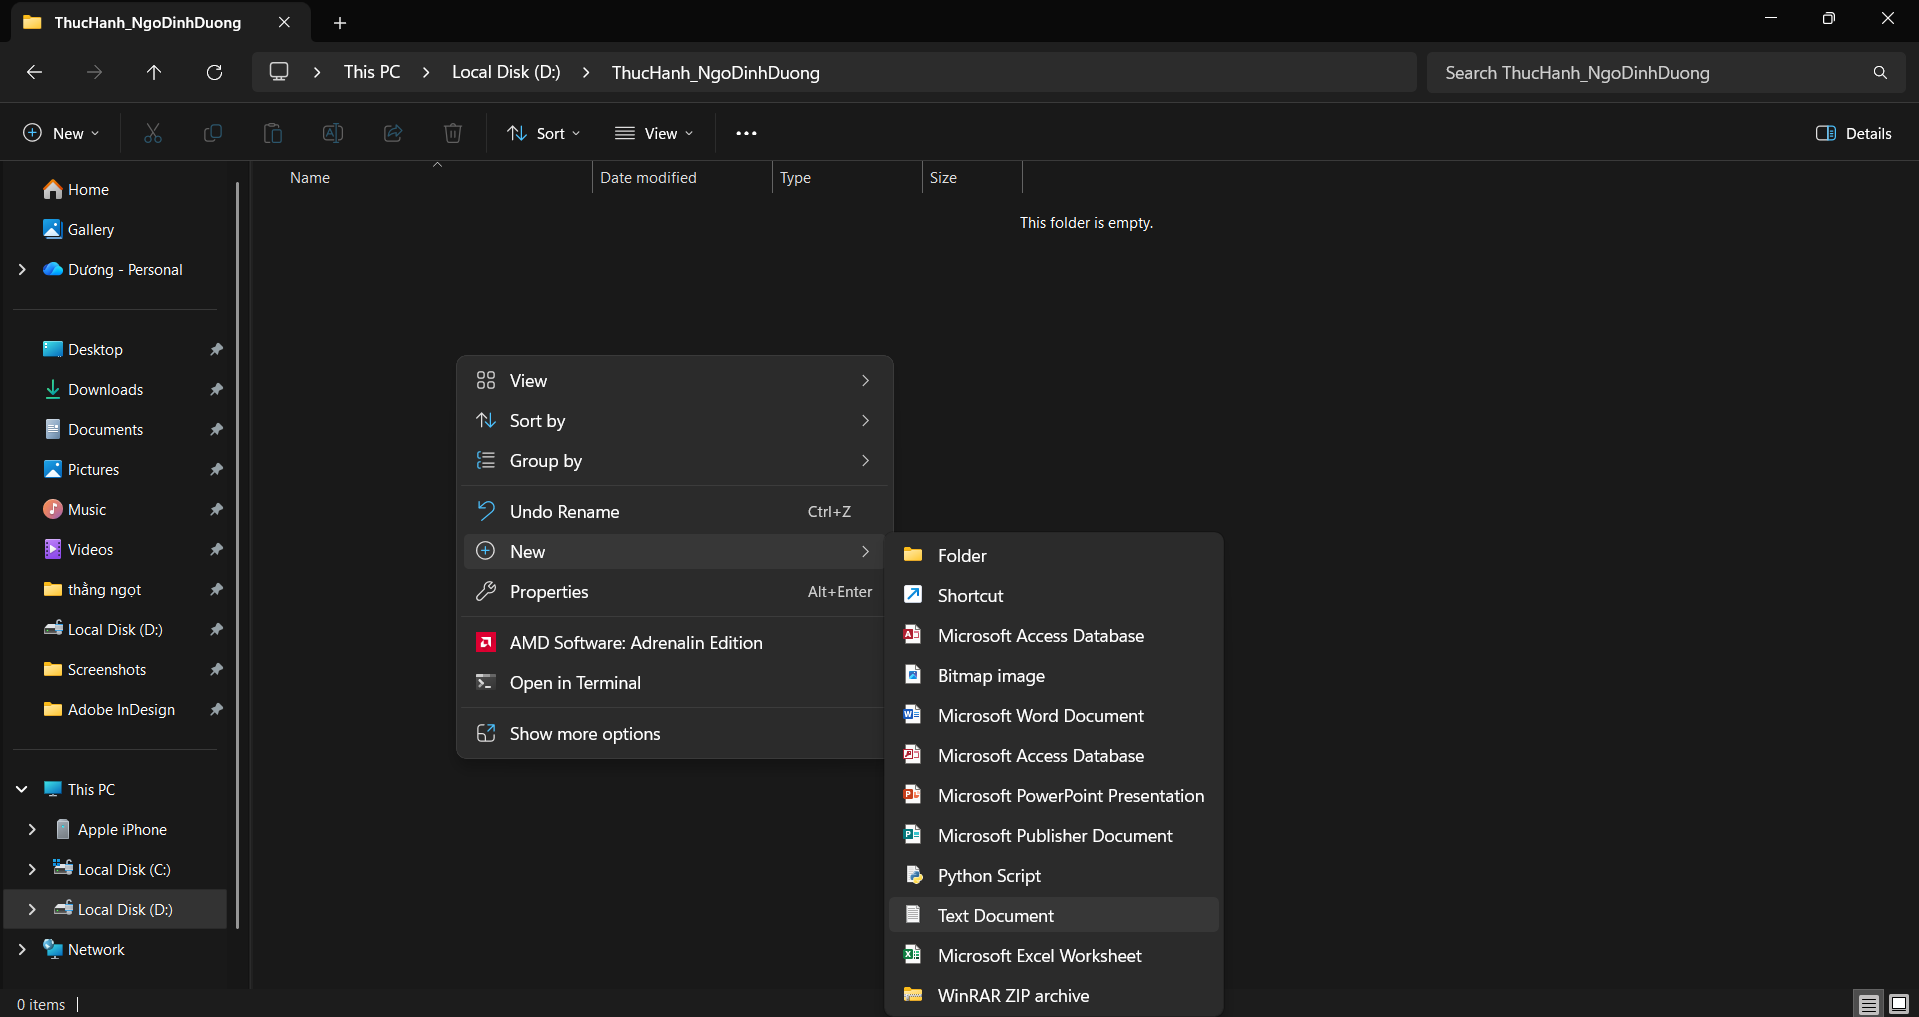 ThucHanh_NgoDinhDuong
This PC > Local Disk (D:) > ThucHanh_NgoDinhDuong
Search ThucHanh_NgoDinhDuong
New
Sort
View
Details
Name
Date modified
Type
Size
This folder is empty.
Home
Gallery
Dương - Personal
Desktop
Downloads
Documents
Pictures
Music
Videos
thằng ngọt
Local Disk (D:)
Screenshots
Adobe InDesign
This PC
Apple iPhone
Local Disk (C:)
Local Disk (D:)
Network
0 items
View
Sort by
Group by
Undo Rename Ctrl+Z
New
Properties Alt+Enter
AMD Software: Adrenalin Edition
Open in Terminal
Show more options
Folder
Shortcut
Microsoft Access Database
Bitmap image
Microsoft Word Document
Microsoft Access Database
Microsoft PowerPoint Presentation
Microsoft Publisher Document
Python Script
Text Document
Microsoft Excel Worksheet
WinRAR ZIP archive